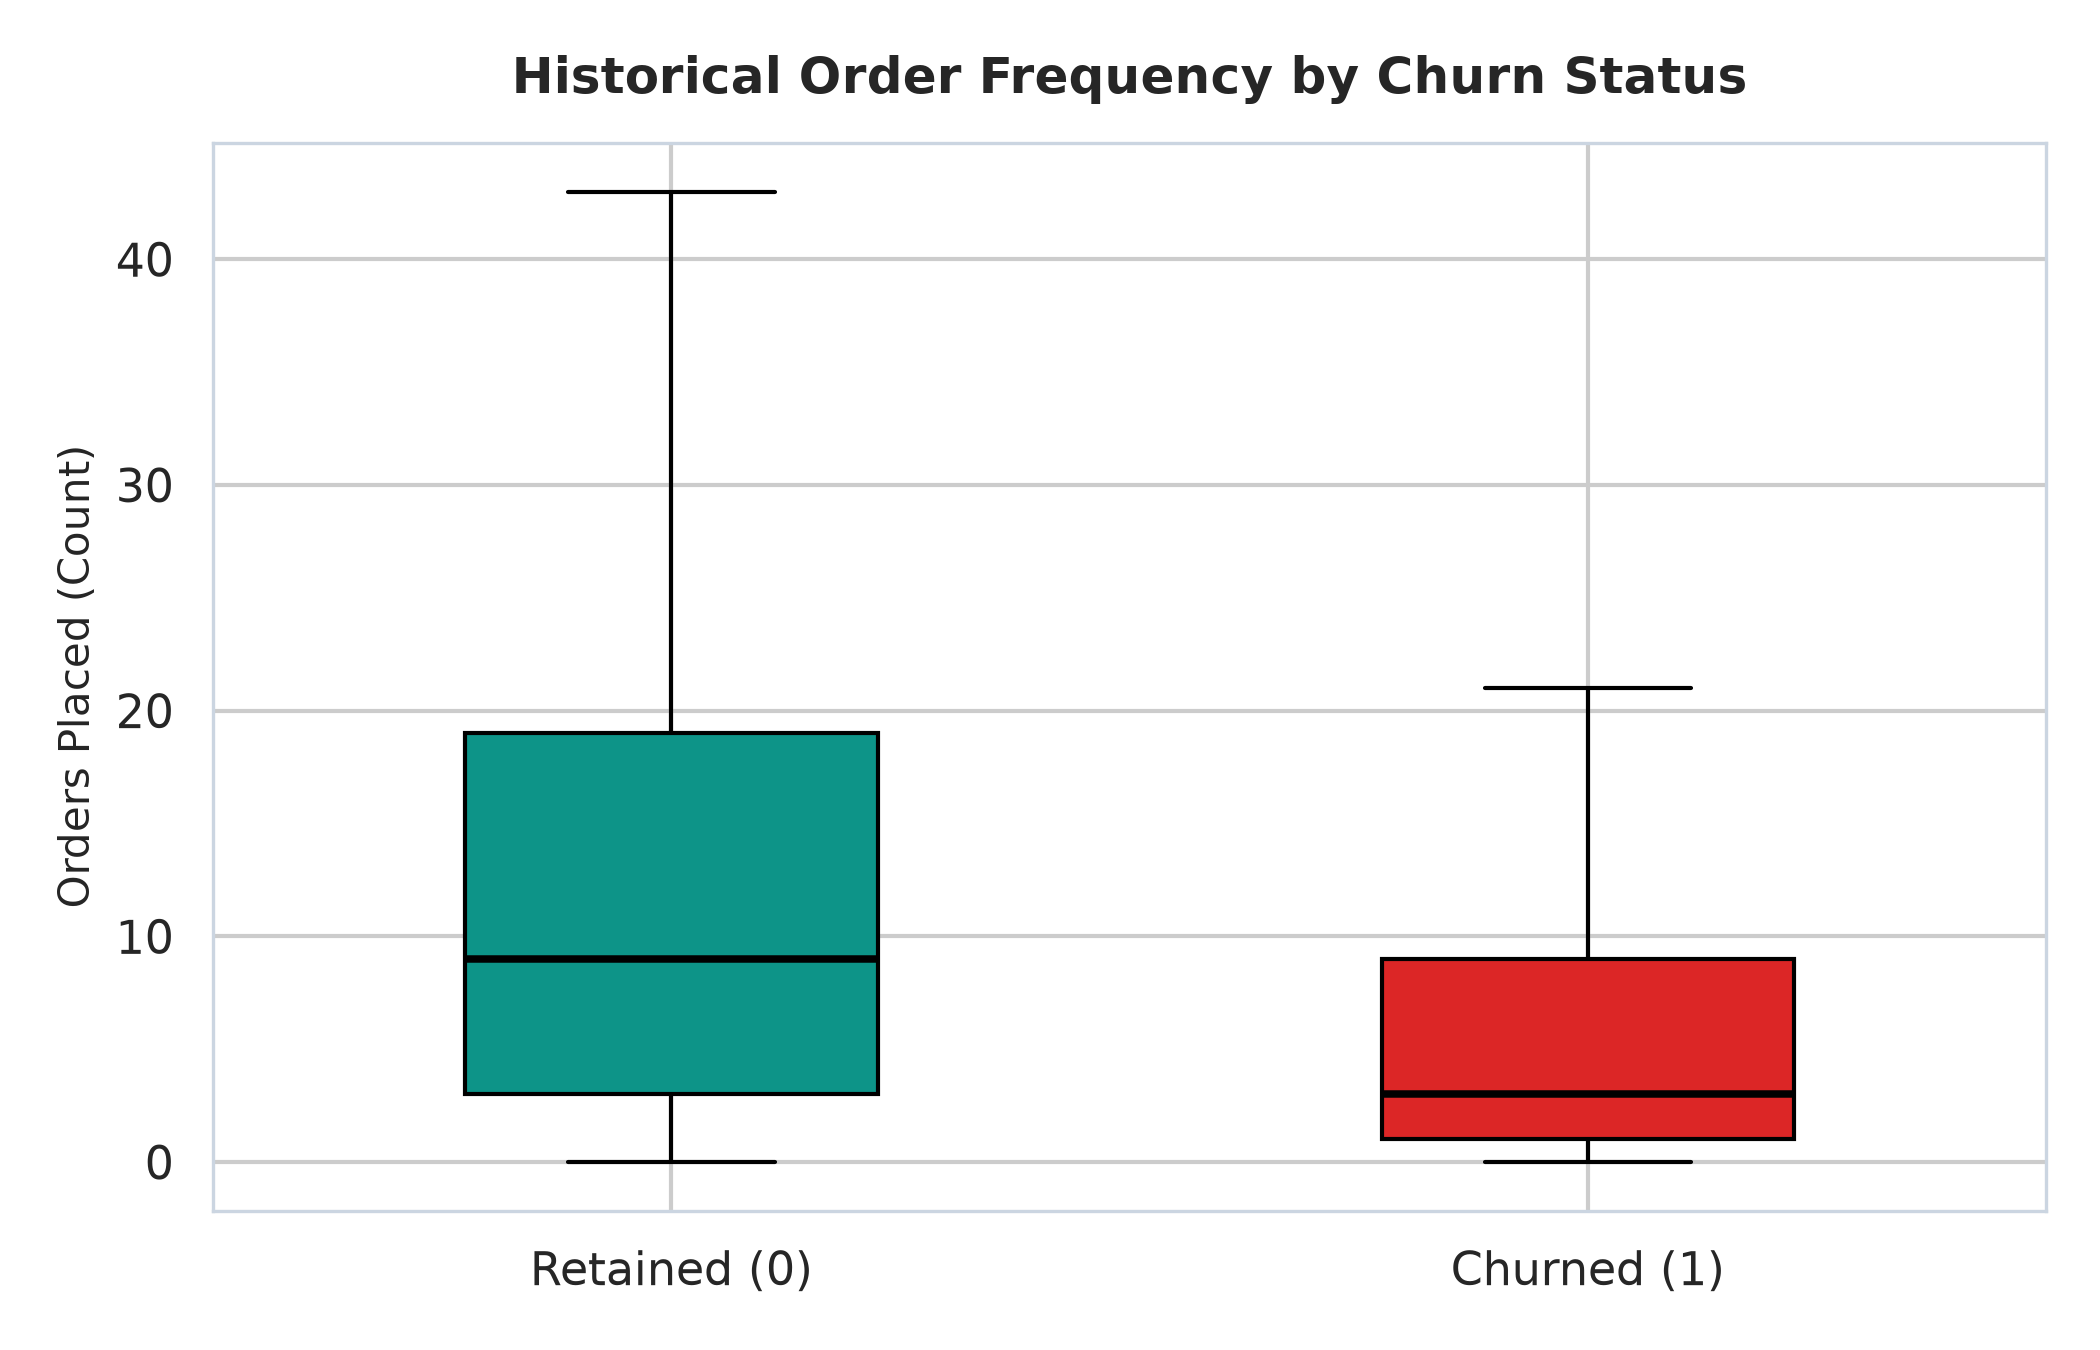 Historical Order Frequency by Churn Status
Orders Placed (Count)
40
30
20
10
0
Retained (0)
Churned (1)